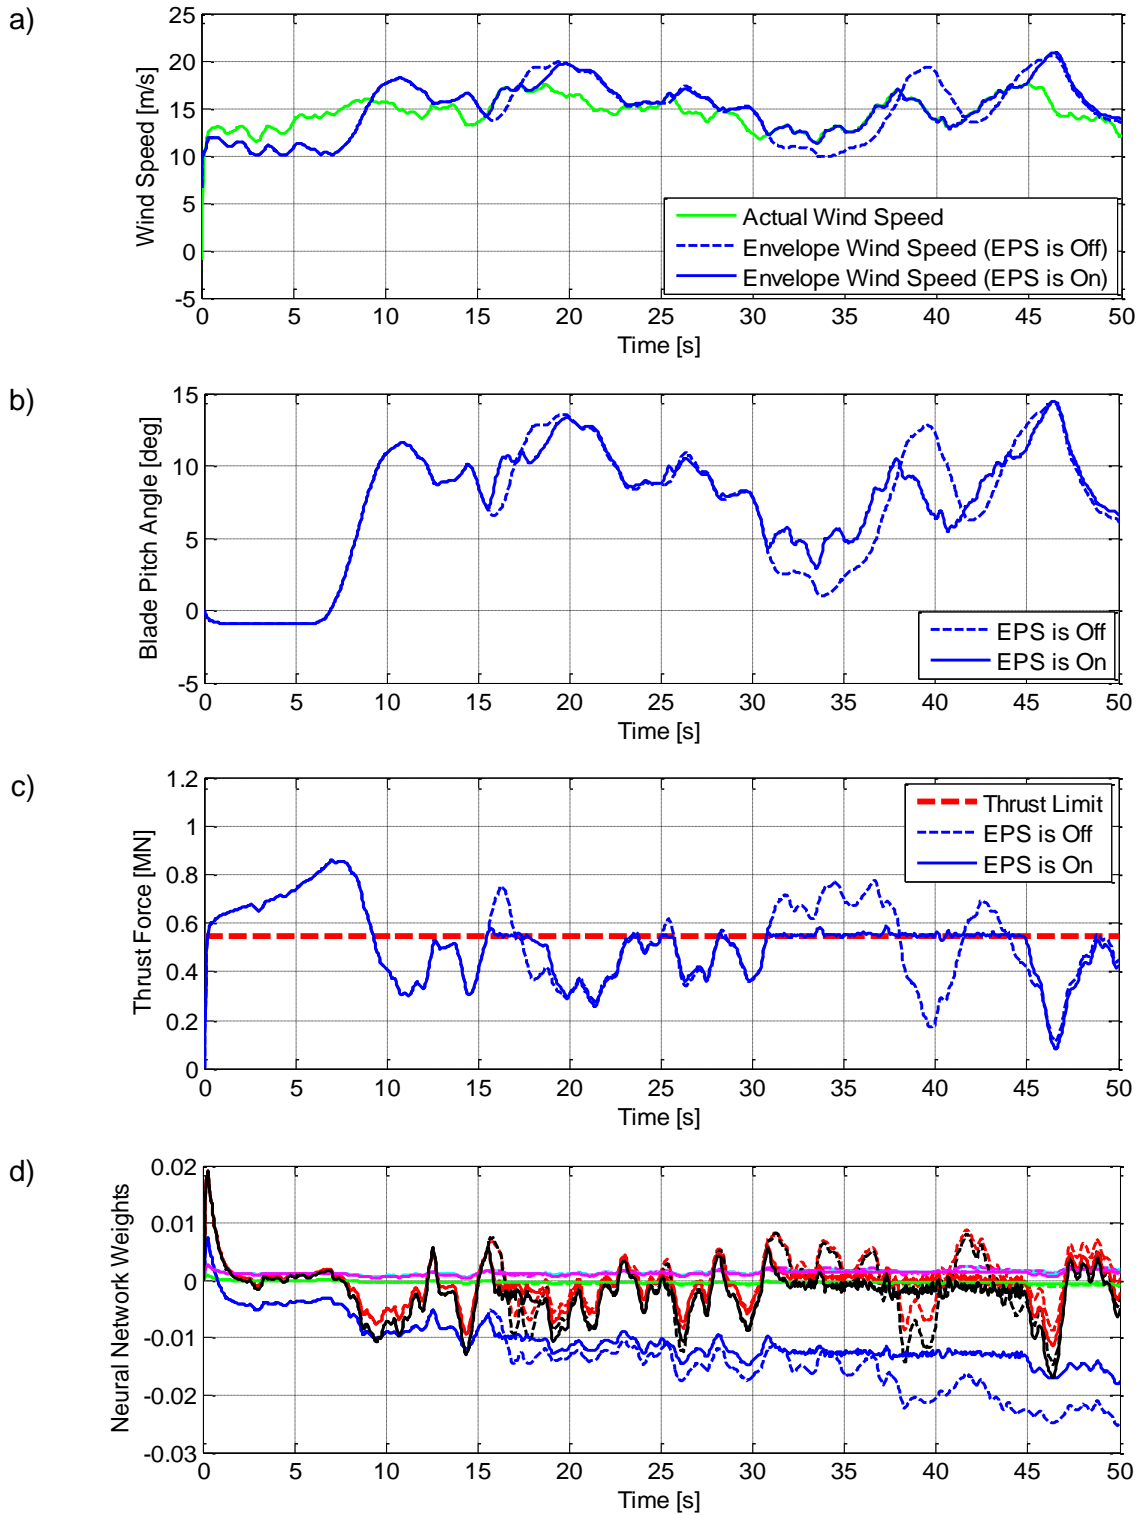 a)
Wind Speed [m/s]
25
20
15
10
5
0
-5
Actual Wind Speed
Envelope Wind Speed (EPS is Off)
Envelope Wind Speed (EPS is On)
0 5 10 15 20 25 30 35 40 45 50
Time [s]
b)
Blade Pitch Angle [deg]
15
10
5
0
-5
EPS is Off
EPS is On
0 5 10 15 20 25 30 35 40 45 50
Time [s]
c)
Thrust Force [MN]
1.2
1
0.8
0.6
0.4
0.2
0
Thrust Limit
EPS is Off
EPS is On
0 5 10 15 20 25 30 35 40 45 50
Time [s]
d)
Neural Network Weights
0.02
0.01
0
-0.01
-0.02
-0.03
0 5 10 15 20 25 30 35 40 45 50
Time [s]